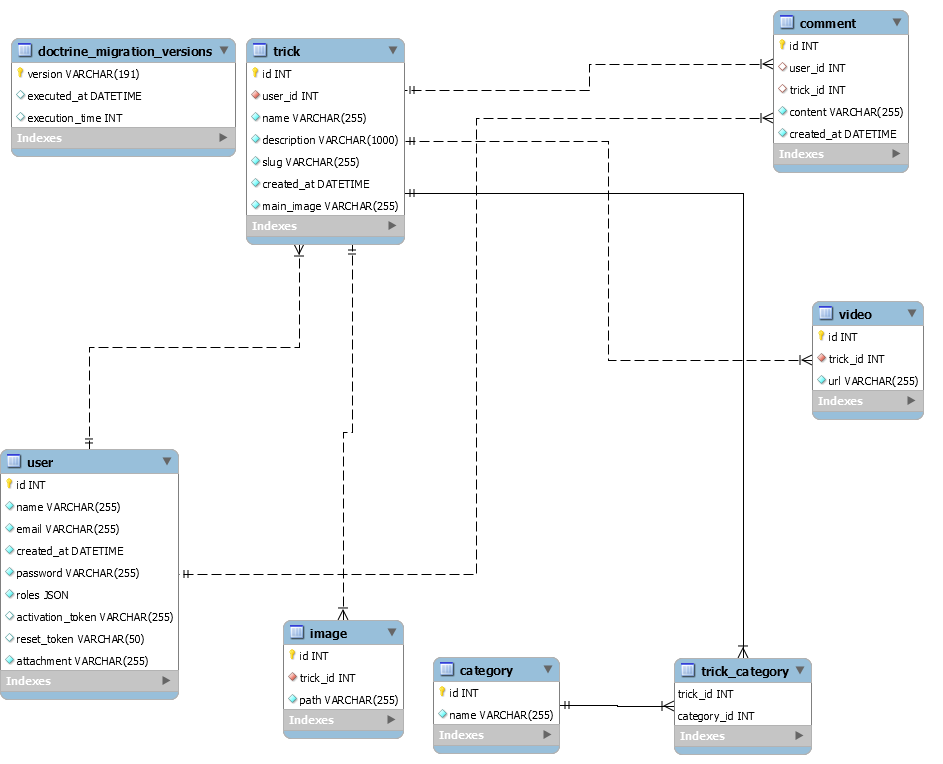 doctrine_migration_versions
version VARCHAR(191)
executed_at DATETIME
execution_time INT
Indexes
trick
id INT
user_id INT
name VARCHAR(255)
description VARCHAR(1000)
slug VARCHAR(255)
created_at DATETIME
main_image VARCHAR(255)
Indexes
comment
id INT
user_id INT
trick_id INT
content VARCHAR(255)
created_at DATETIME
Indexes
video
id INT
trick_id INT
url VARCHAR(255)
Indexes
user
id INT
name VARCHAR(255)
email VARCHAR(255)
created_at DATETIME
password VARCHAR(255)
roles JSON
activation_token VARCHAR(255)
reset_token VARCHAR(50)
attachment VARCHAR(255)
Indexes
image
id INT
trick_id INT
path VARCHAR(255)
Indexes
category
id INT
name VARCHAR(255)
Indexes
trick_category
trick_id INT
category_id INT
Indexes